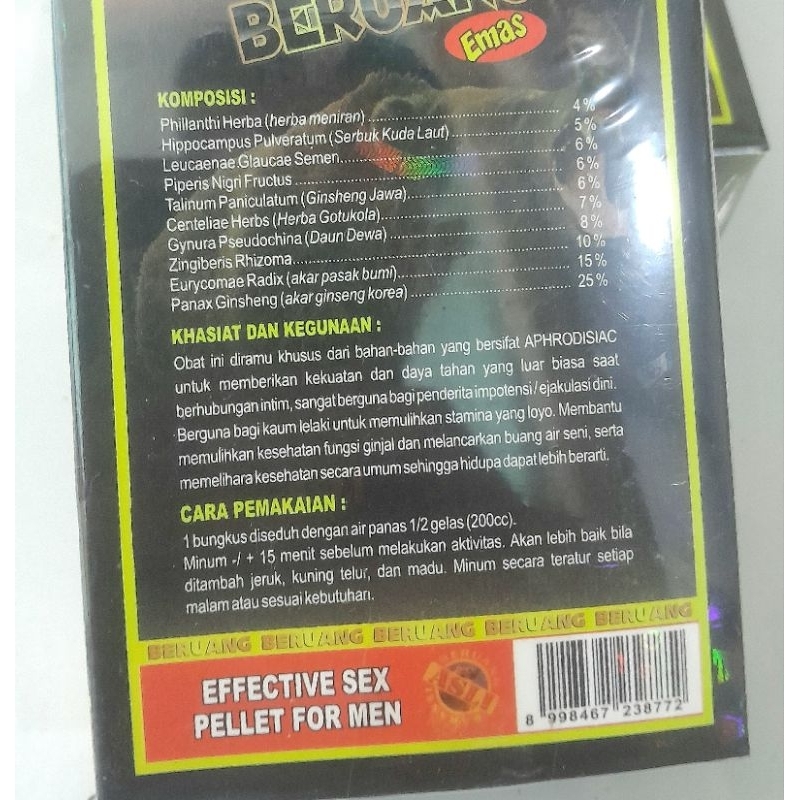 BERUANG
Emas
KOMPOSISI :
Phillanthi Herba (herba meniran) ........ 4%
Hippocampus Pulveratum (Serbuk Kuda Laut) ........ 5%
Leucaenae Glaucae Semen ........ 6%
Piperis Nigri Fructus ........ 6%
Talinum Paniculatum (Ginsheng Jawa) ........ 6%
Centeliae Herbs (Herba Gotukola) ........ 7%
Gynura Pseudochina (Daun Dewa) ........ 8%
Zingiberis Rhizoma ........ 10%
Eurycomae Radix (akar pasak bumi) ........ 15%
Panax Ginsheng (akar ginseng korea) ........ 25%
KHASIAT DAN KEGUNAAN :
Obat ini diramu khusus dari bahan-bahan yang bersifat APHRODISIAC
untuk memberikan kekuatan dan daya tahan yang luar biasa saat
berhubungan intim, sangat berguna bagi penderita impotensi / ejakulasi dini.
Berguna bagi kaum lelaki untuk memulihkan stamina yang loyo. Membantu
memulihkan kesehatan fungsi ginjal dan melancarkan buang air seni, serta
memelihara kesehatan secara umum sehingga hidupa dapat lebih berarti.
CARA PEMAKAIAN :
1 bungkus diseduh dengan air panas 1/2 gelas (200cc).
Minum -/ + 15 menit sebelum melakukan aktivitas. Akan lebih baik bila
ditambah jeruk, kuning telur, dan madu. Minum secara teratur setiap
malam atau sesuai kebutuhan.
BERUANG BERUANG BERUANG BERUANG BERUANG
EFFECTIVE SEX
PELLET FOR MEN
ASLI
8 998467 238772